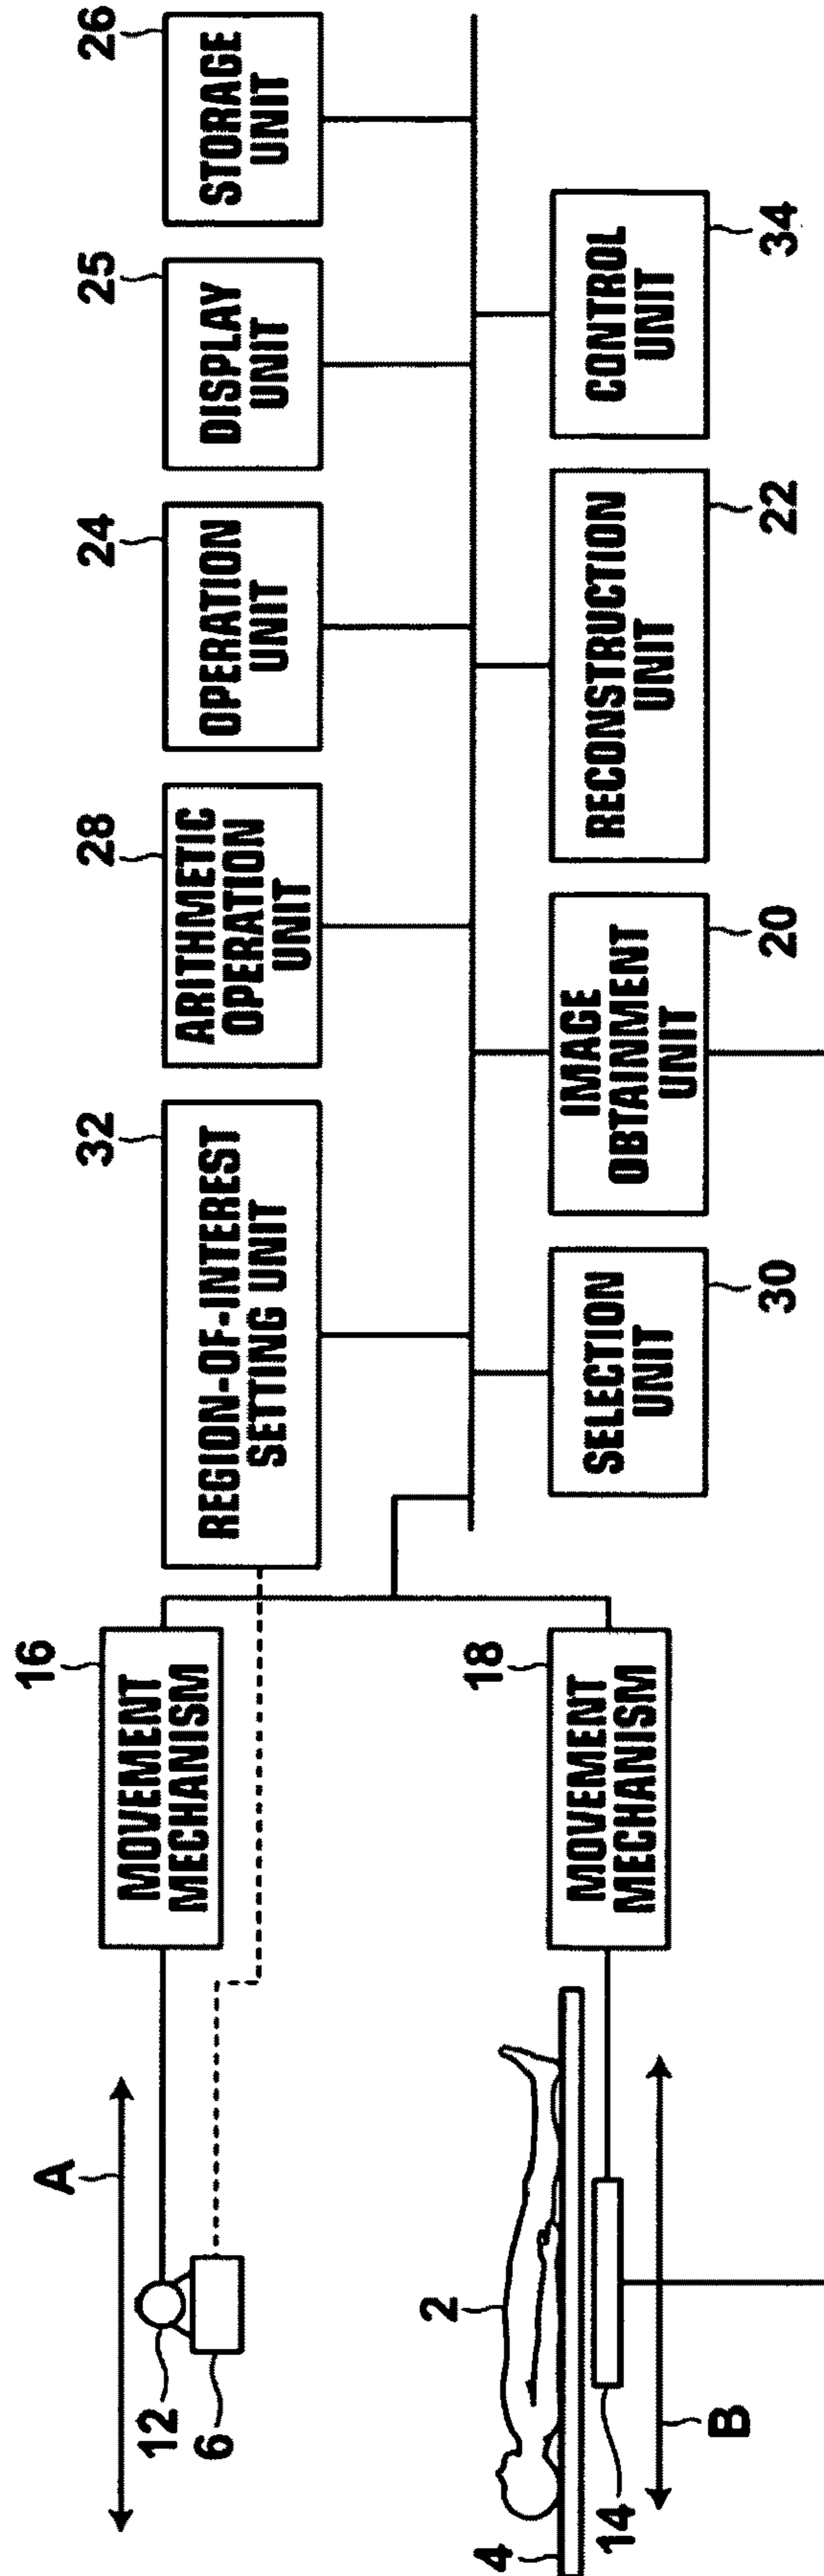 A
12
6
16
MOVEMENT
MECHANISM
32
REGION-OF-INTEREST
SETTING UNIT
28
ARITHMETIC
OPERATION
UNIT
24
OPERATION
UNIT
25
DISPLAY
UNIT
26
STORAGE
UNIT
2
4
14
B
18
MOVEMENT
MECHANISM
SELECTION
UNIT
30
IMAGE
OBTAINMENT
UNIT
20
RECONSTRUCTION
UNIT
22
CONTROL
UNIT
34